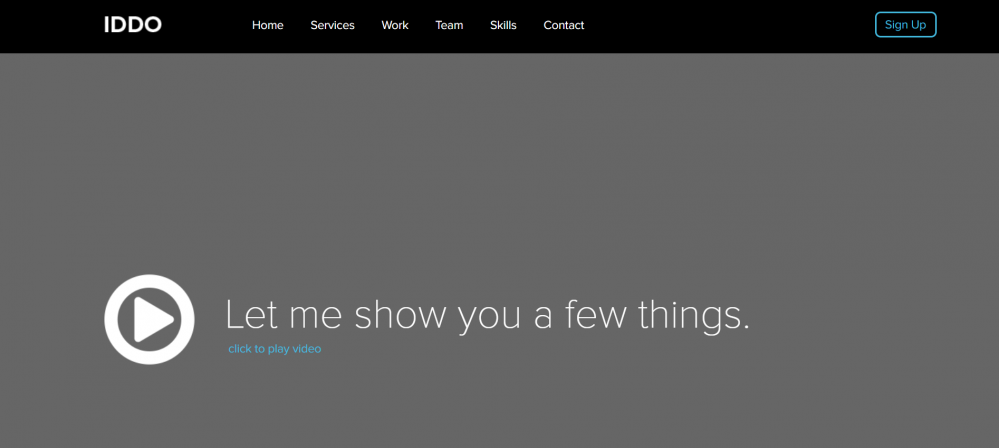 IDDO
Home Services Work Team Skills Contact
Sign Up
Let me show you a few things.
click to play video